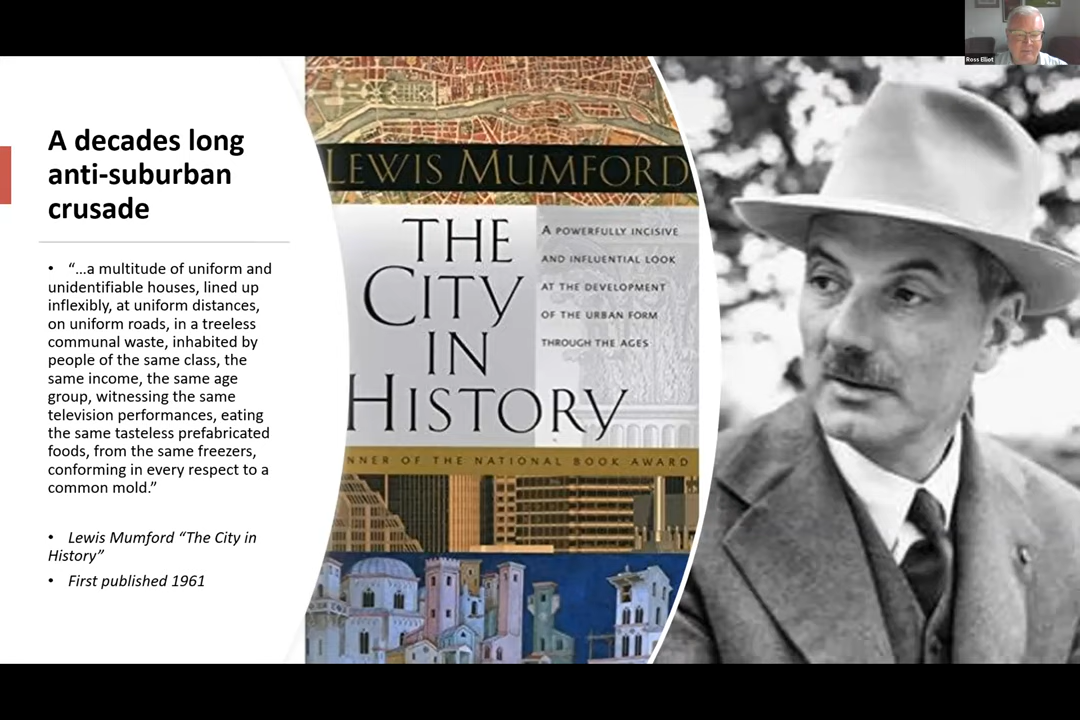 Ross Elliot
A decades long
anti-suburban
crusade
• “…a multitude of uniform and
unidentifiable houses, lined up
inflexibly, at uniform distances,
on uniform roads, in a treeless
communal waste, inhabited by
people of the same class, the
same income, the same age
group, witnessing the same
television performances, eating
the same tasteless prefabricated
foods, from the same freezers,
conforming in every respect to a
common mold.”
• Lewis Mumford “The City in
History”
• First published 1961
LEWIS MUMFORD
THE
CITY
IN
HISTORY
A POWERFULLY INCISIVE
AND INFLUENTIAL LOOK
AT THE DEVELOPMENT
OF THE URBAN FORM
THROUGH THE AGES
NNER OF THE NATIONAL BOOK AWARD